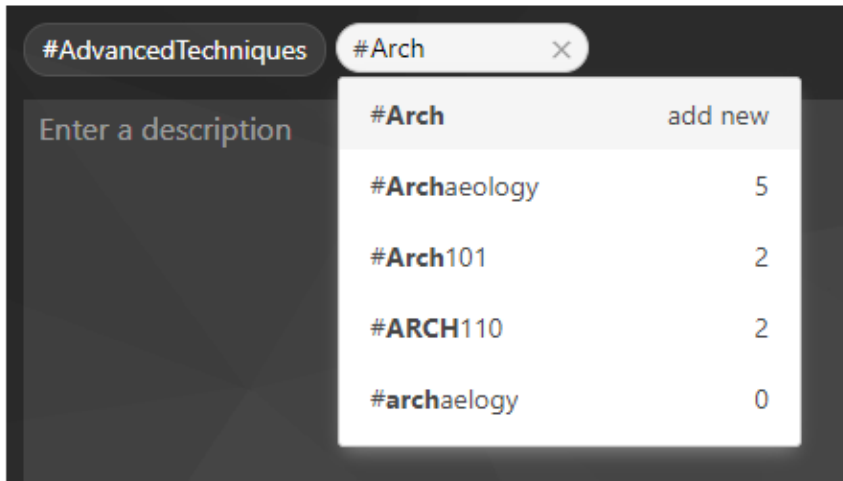 #AdvancedTechniques #Arch ×
Enter a description
#Arch add new
#Archaeology 5
#Arch101 2
#ARCH110 2
#archaelogy 0